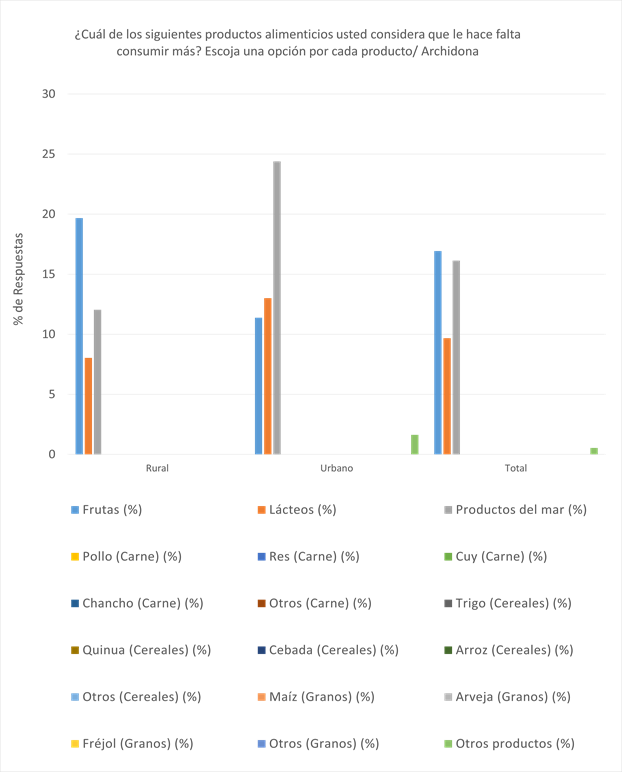 ¿Cuál de los siguientes productos alimenticios usted considera que le hace falta
consumir más? Escoja una opción por cada producto/ Archidona
30
25
20
15
10
5
0
% de Respuestas
Rural Urbano Total
Frutas (%) Lácteos (%) Productos del mar (%)
Pollo (Carne) (%) Res (Carne) (%) Cuy (Carne) (%)
Chancho (Carne) (%) Otros (Carne) (%) Trigo (Cereales) (%)
Quinua (Cereales) (%) Cebada (Cereales) (%) Arroz (Cereales) (%)
Otros (Cereales) (%) Maíz (Granos) (%) Arveja (Granos) (%)
Fréjol (Granos) (%) Otros (Granos) (%) Otros productos (%)